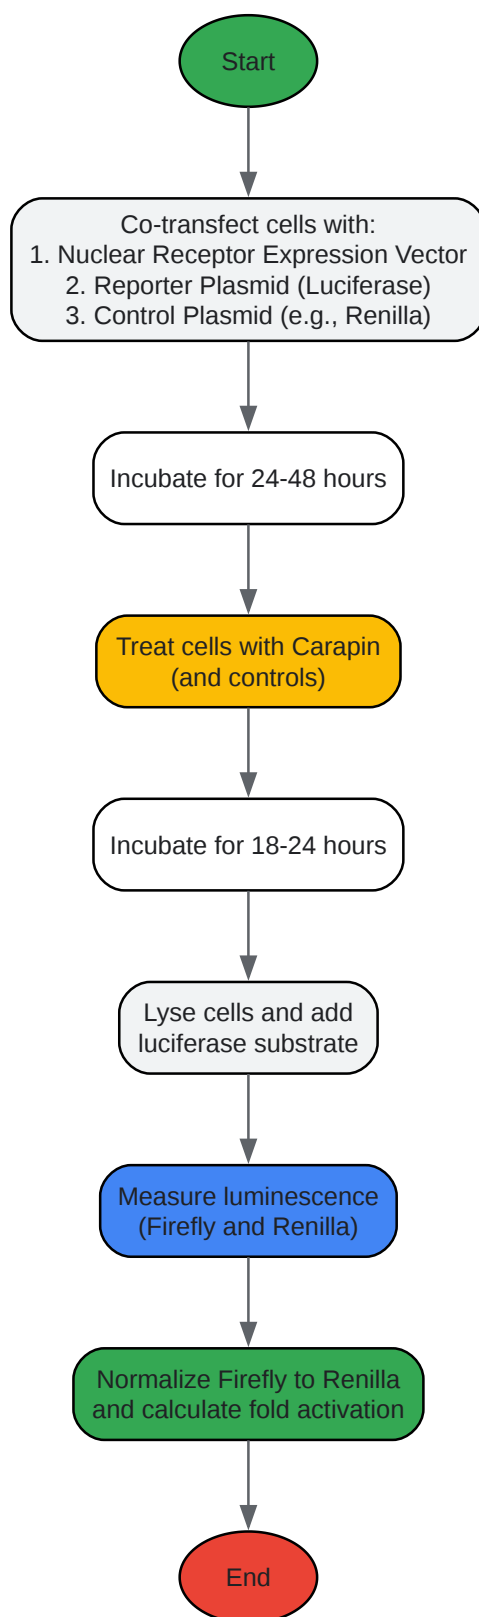 Start
Co-transfect cells with:
1. Nuclear Receptor Expression Vector
2. Reporter Plasmid (Luciferase)
3. Control Plasmid (e.g., Renilla)
Incubate for 24-48 hours
Treat cells with Carapin
(and controls)
Incubate for 18-24 hours
Lyse cells and add
luciferase substrate
Measure luminescence
(Firefly and Renilla)
Normalize Firefly to Renilla
and calculate fold activation
End